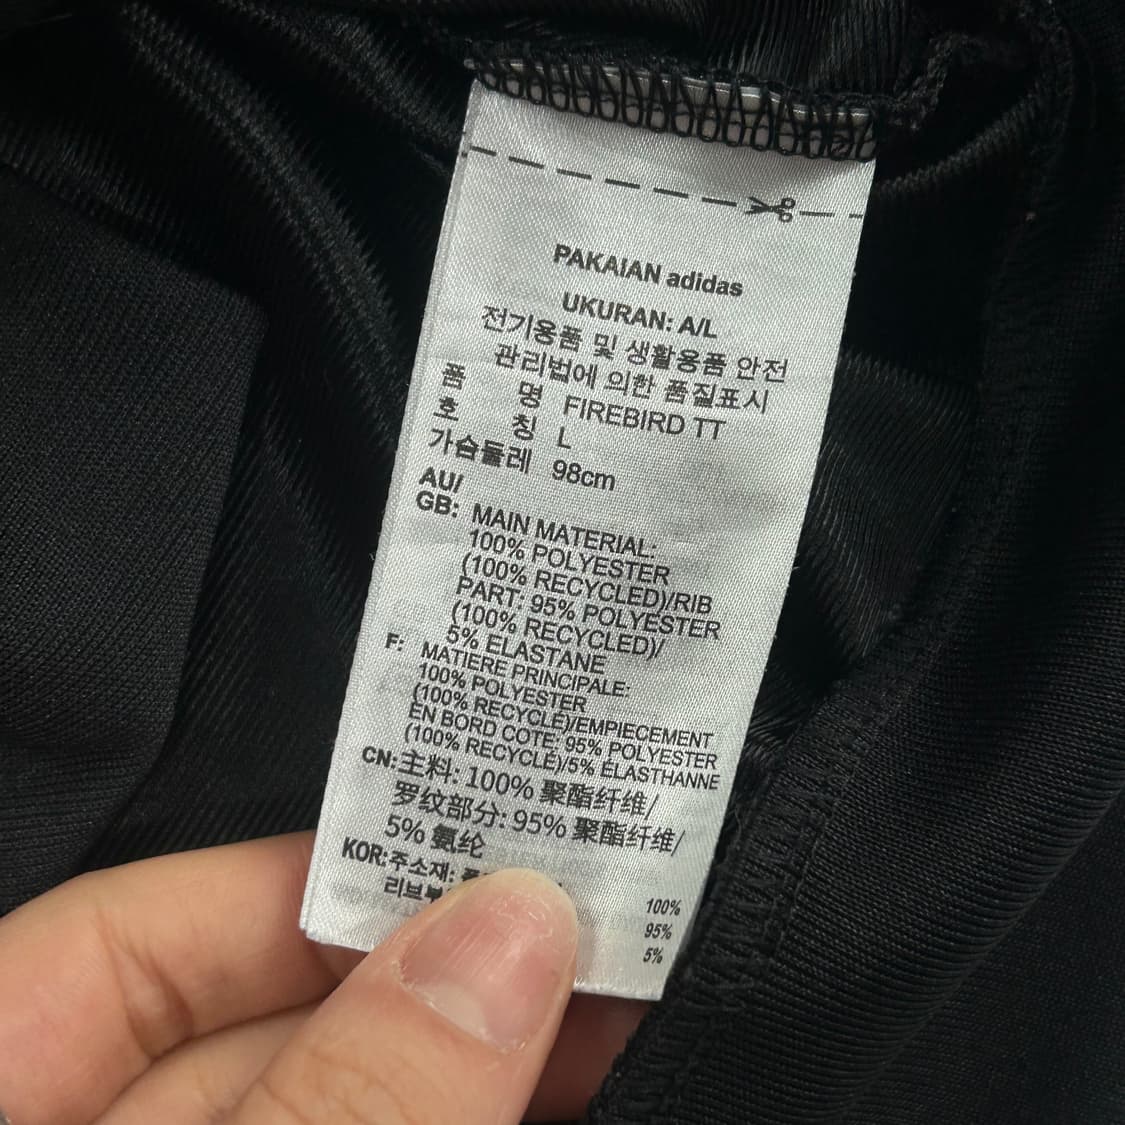 PAKAIAN adidas
UKURAN: A/L
전기용품 및 생활용품 안전
관리법에 의한 품질표시
품 명 FIREBIRD TT
호 칭 L
가슴둘레 98cm
AU/
GB: MAIN MATERIAL:
100% POLYESTER
(100% RECYCLED)/RIB
PART: 95% POLYESTER
(100% RECYCLED)/
5% ELASTANE
F: MATIERE PRINCIPALE:
100% POLYESTER
(100% RECYCLÉ)/EMPIECEMENT
EN BORD COTE: 95% POLYESTER
(100% RECYCLÉ)/5% ÉLASTHANNE
CN: 主料: 100% 聚酯纤维/
罗纹部分: 95% 聚酯纤维/
5% 氨纶
KOR: 주소재: 100%
리브 95%
5%